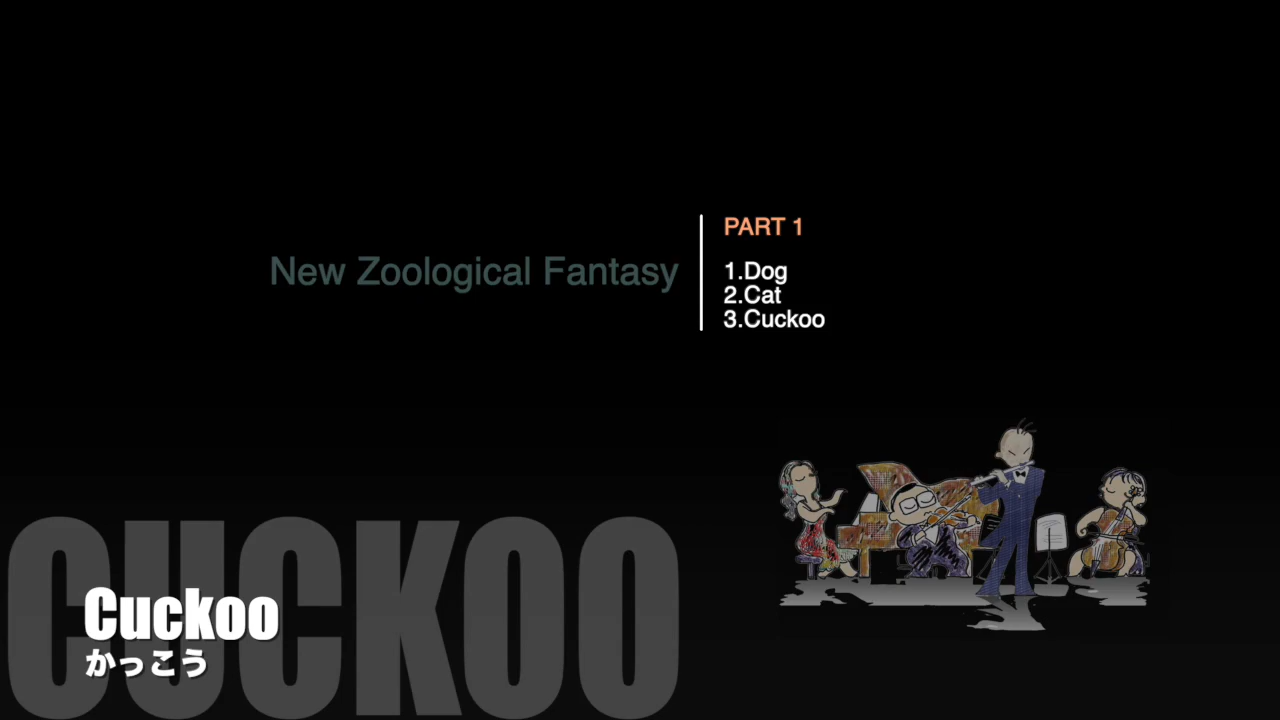 New Zoological Fantasy
PART 1
1.Dog
2.Cat
3.Cuckoo
CUCKOO
Cuckoo
かっこう